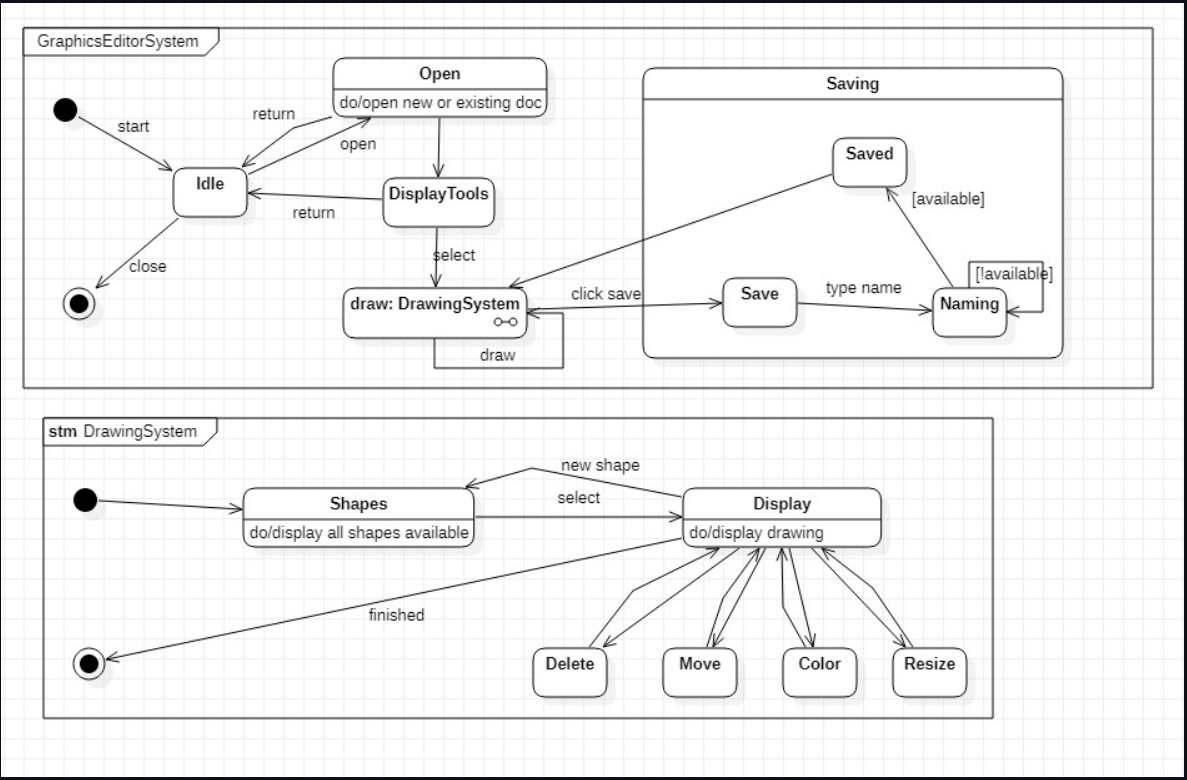 GraphicsEditorSystem
Open
do/open new or existing doc
Saving
start
return
open
Idle
DisplayTools
return
close
select
draw: DrawingSystem
draw
click save
Save
type name
Saved
[available]
[!available]
Naming
stm DrawingSystem
new shape
Shapes
do/display all shapes available
select
Display
do/display drawing
finished
Delete
Move
Color
Resize